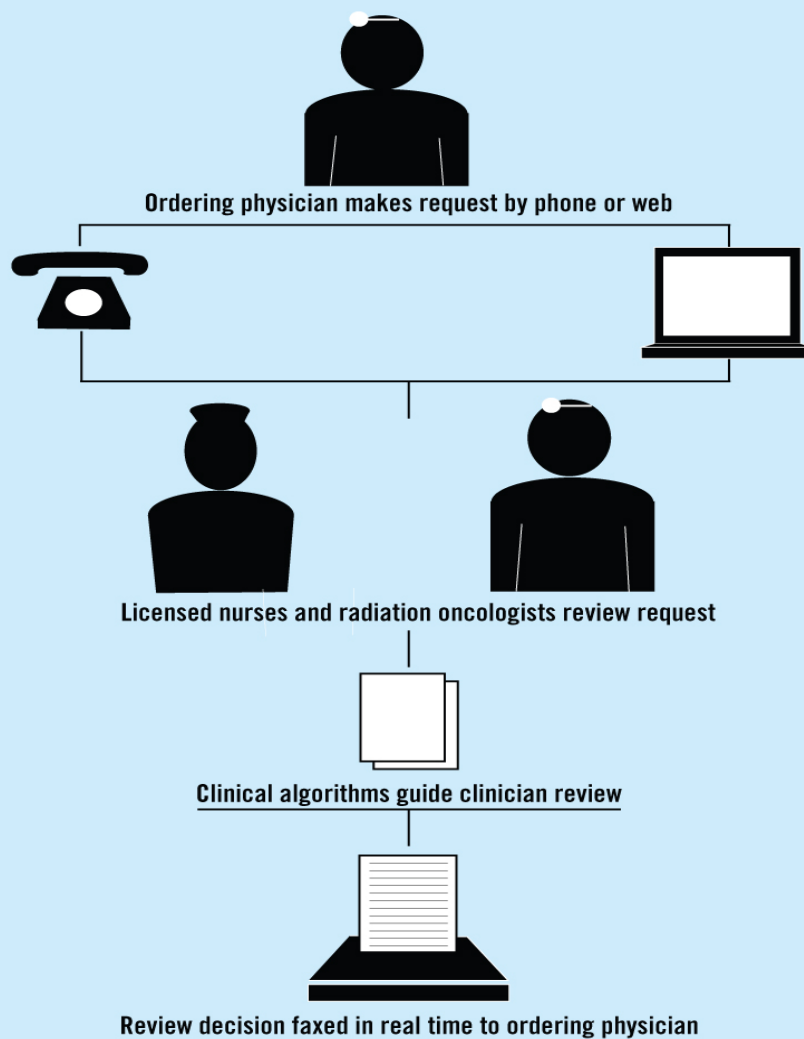 Ordering physician makes request by phone or web
Licensed nurses and radiation oncologists review request
Clinical algorithms guide clinician review
Review decision faxed in real time to ordering physician